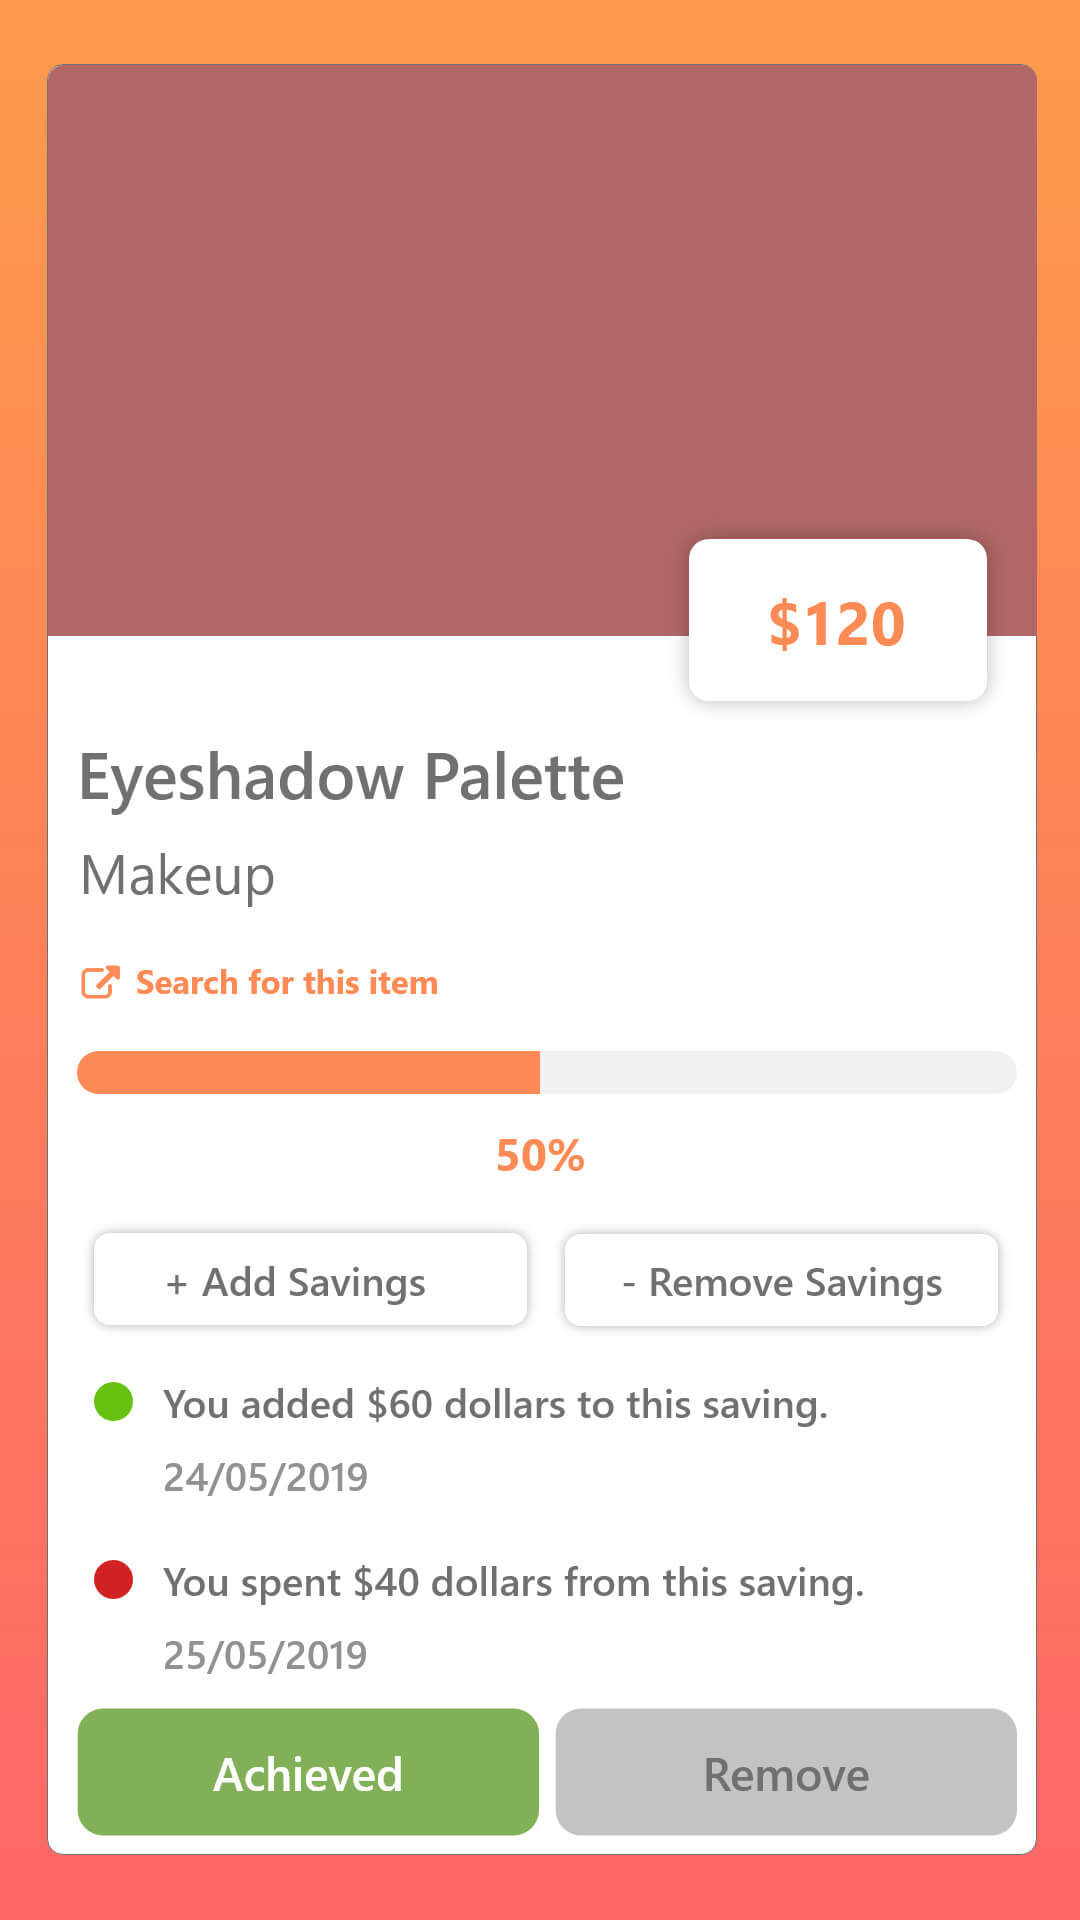 $120
Eyeshadow Palette
Makeup
Search for this item
50%
+ Add Savings
- Remove Savings
You added $60 dollars to this saving.
24/05/2019
You spent $40 dollars from this saving.
25/05/2019
Achieved
Remove